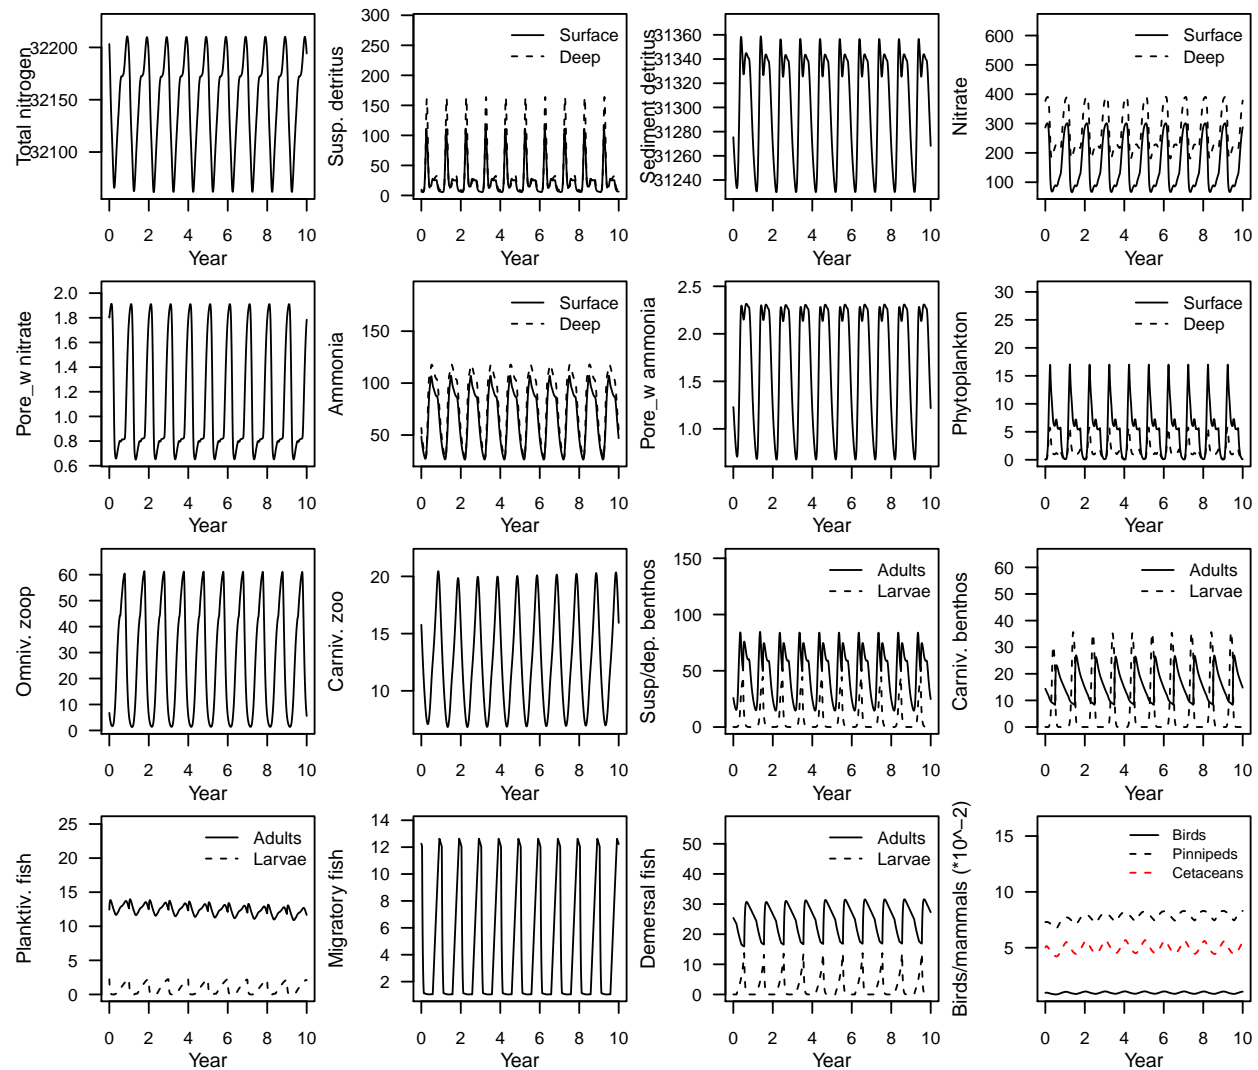 Total nitrogen
32200
32150
32100
0 2 4 6 8 10
Year
Susp. detritus
300
250
200
150
100
50
0
Surface
Deep
0 2 4 6 8 10
Year
Sediment detritus
31360
31340
31300
31280
31260
31240
0 2 4 6 8 10
Year
Nitrate
600
500
400
300
200
100
Surface
Deep
0 2 4 6 8 10
Year
Pore_w nitrate
2.0
1.8
1.6
1.4
1.2
1.0
0.8
0.6
0 2 4 6 8 10
Year
Ammonia
150
100
50
Surface
Deep
0 2 4 6 8 10
Year
Pore_w ammonia
2.5
2.0
1.5
1.0
0 2 4 6 8 10
Year
Phytoplankton
30
25
20
15
10
5
0
Surface
Deep
0 2 4 6 8 10
Year
Omniv. zoop
60
50
40
30
20
10
0
0 2 4 6 8 10
Year
Carniv. zoo
20
15
10
0 2 4 6 8 10
Year
Susp/dep. benthos
150
100
50
0
Adults
Larvae
0 2 4 6 8 10
Year
Carniv. benthos
60
50
40
30
20
10
0
Adults
Larvae
0 2 4 6 8 10
Year
Planktiv. fish
25
20
15
10
5
0
Adults
Larvae
0 2 4 6 8 10
Year
Migratory fish
14
12
10
8
6
4
2
0 2 4 6 8 10
Year
Demersal fish
50
40
30
20
10
0
Adults
Larvae
0 2 4 6 8 10
Year
Birds/mammals (*10^−2)
15
10
5
Birds
Pinnipeds
Cetaceans
0 2 4 6 8 10
Year